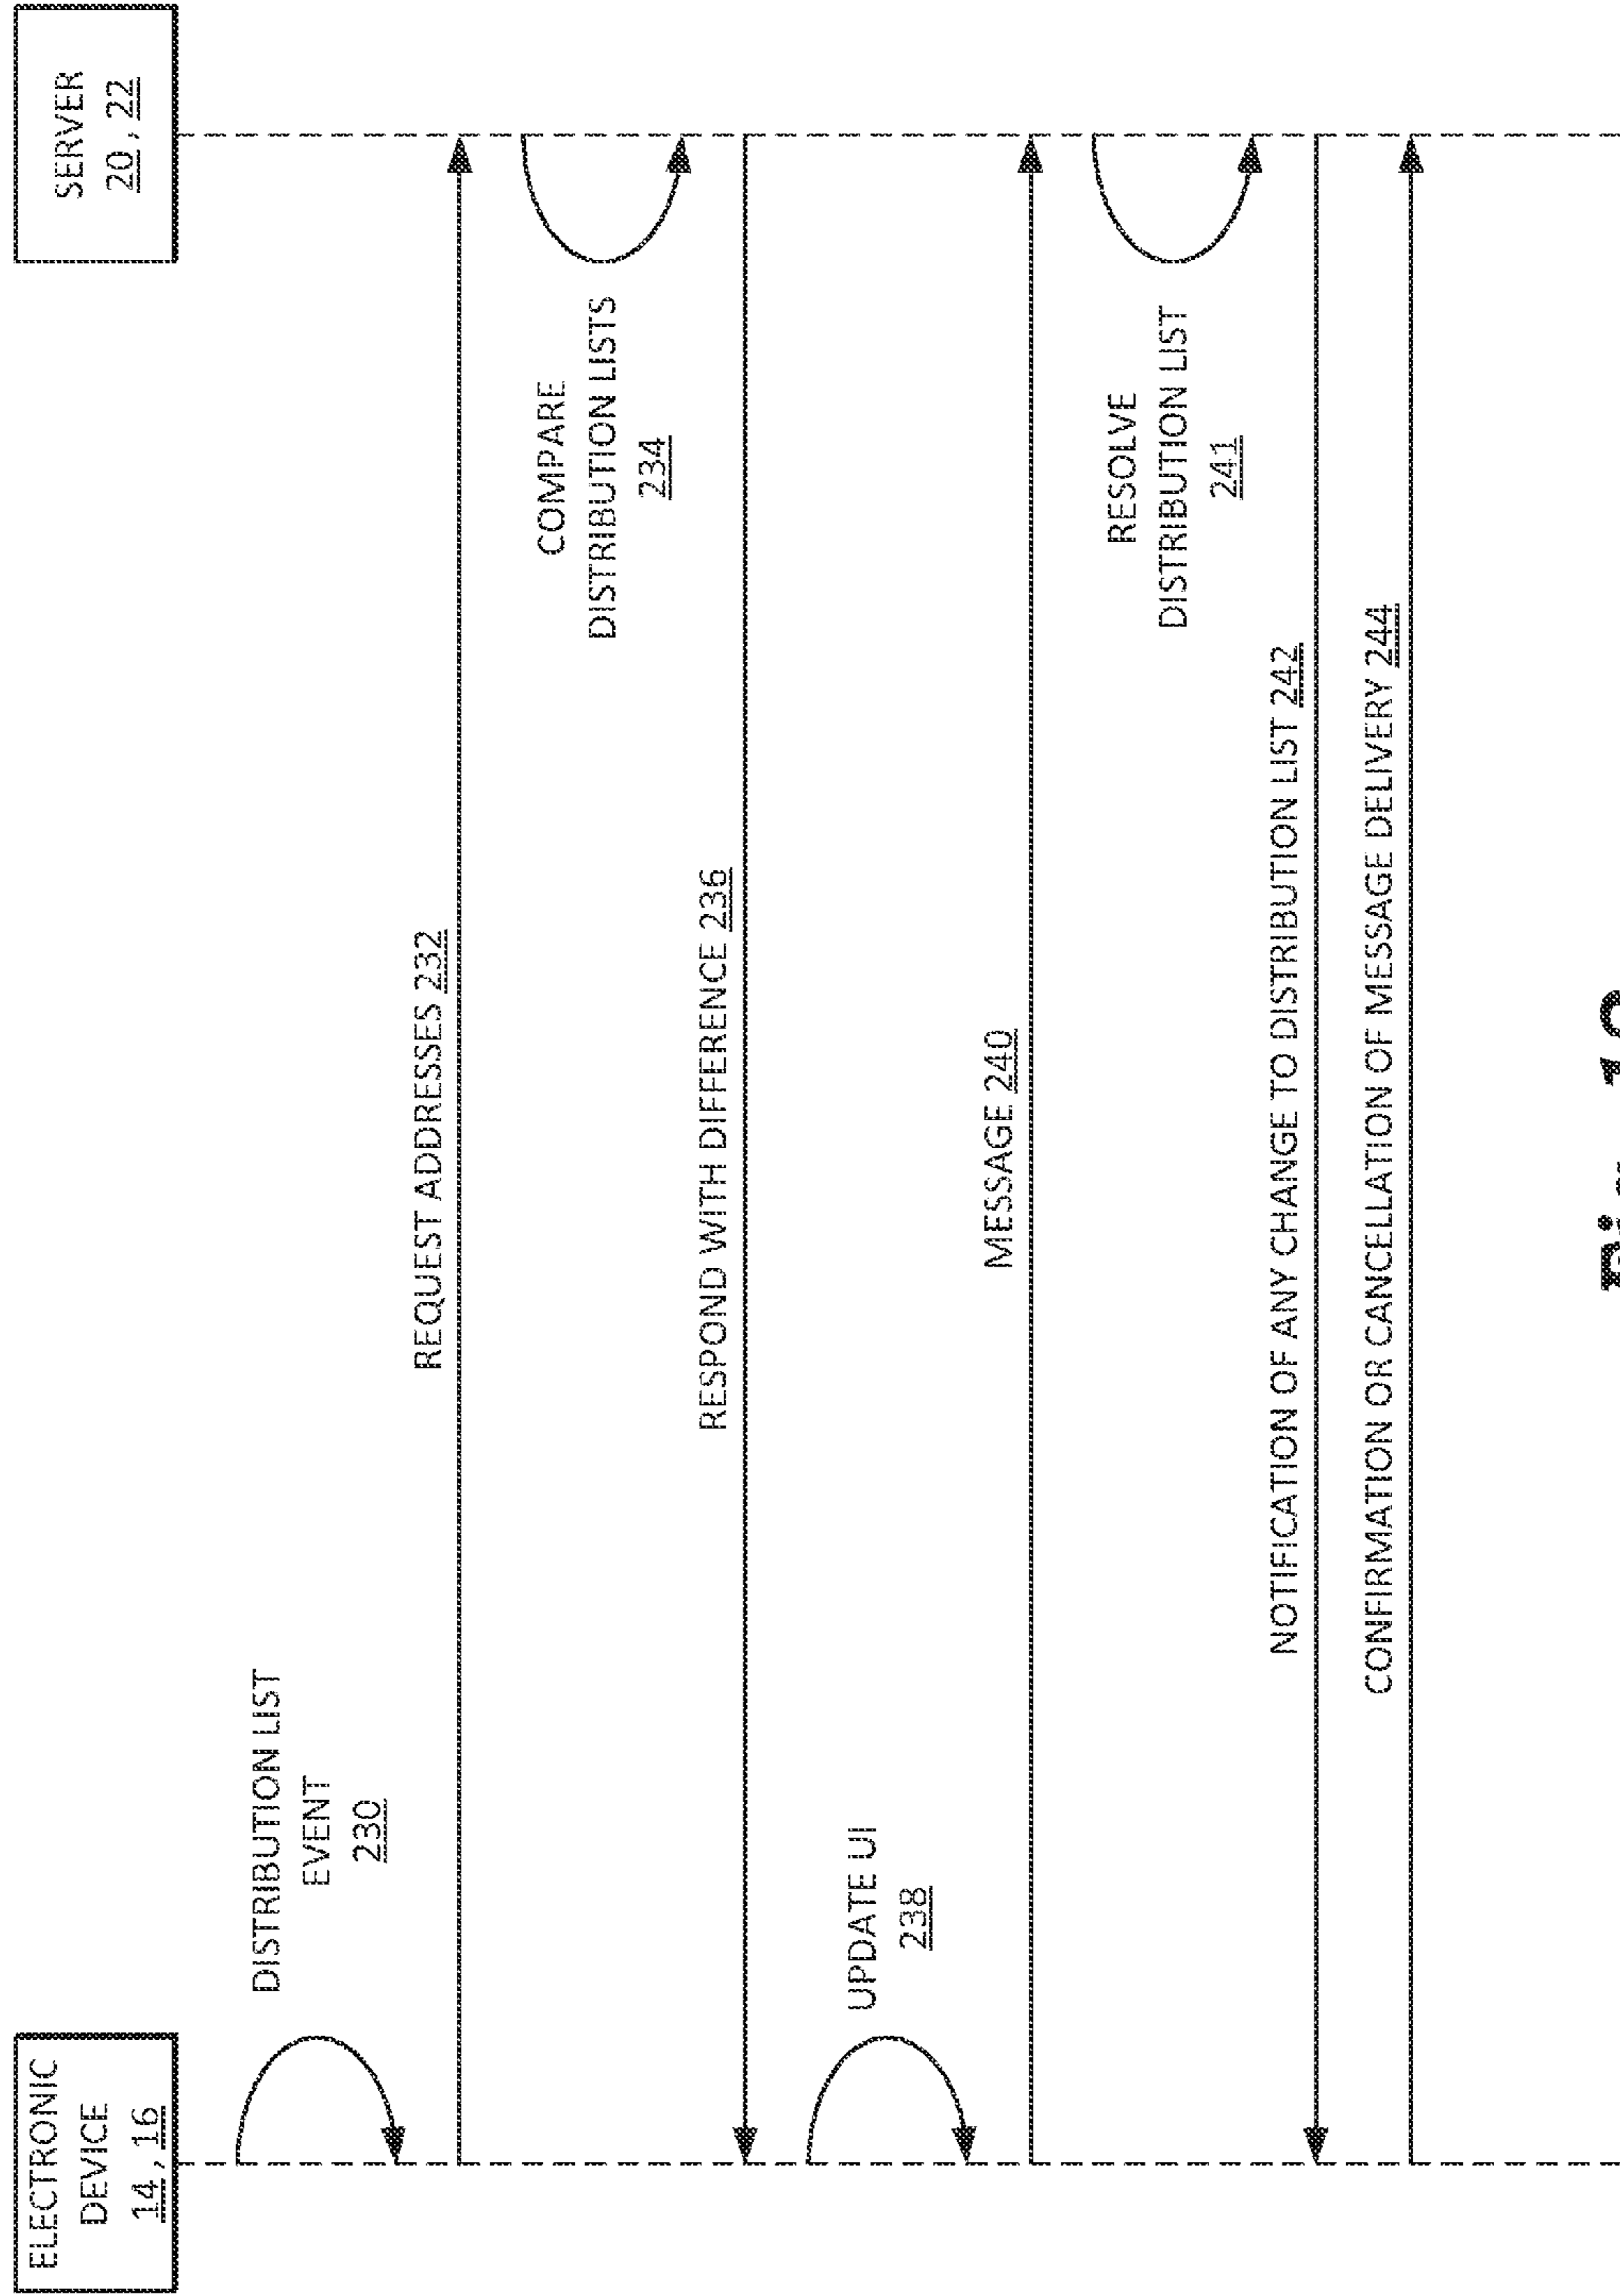 ELECTRONIC
DEVICE
14, 16
SERVER
20, 22
DISTRIBUTION LIST
EVENT
230
REQUEST ADDRESSES 232
COMPARE
DISTRIBUTION LISTS
234
RESPOND WITH DIFFERENCE 236
UPDATE UI
238
MESSAGE 240
RESOLVE
DISTRIBUTION LIST
241
NOTIFICATION OF ANY CHANGE TO DISTRIBUTION LIST 242
CONFIRMATION OR CANCELLATION OF MESSAGE DELIVERY 244